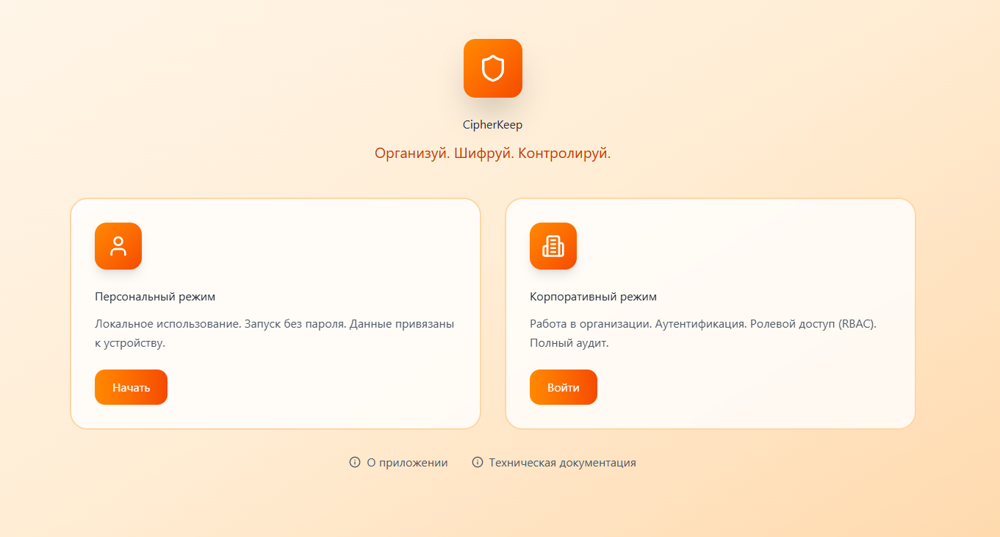 CipherKeep
Организуй. Шифруй. Контролируй.
Персональный режим
Локальное использование. Запуск без пароля. Данные привязаны
к устройству.
Начать
Корпоративный режим
Работа в организации. Аутентификация. Ролевой доступ (RBAC).
Полный аудит.
Войти
О приложении
Техническая документация